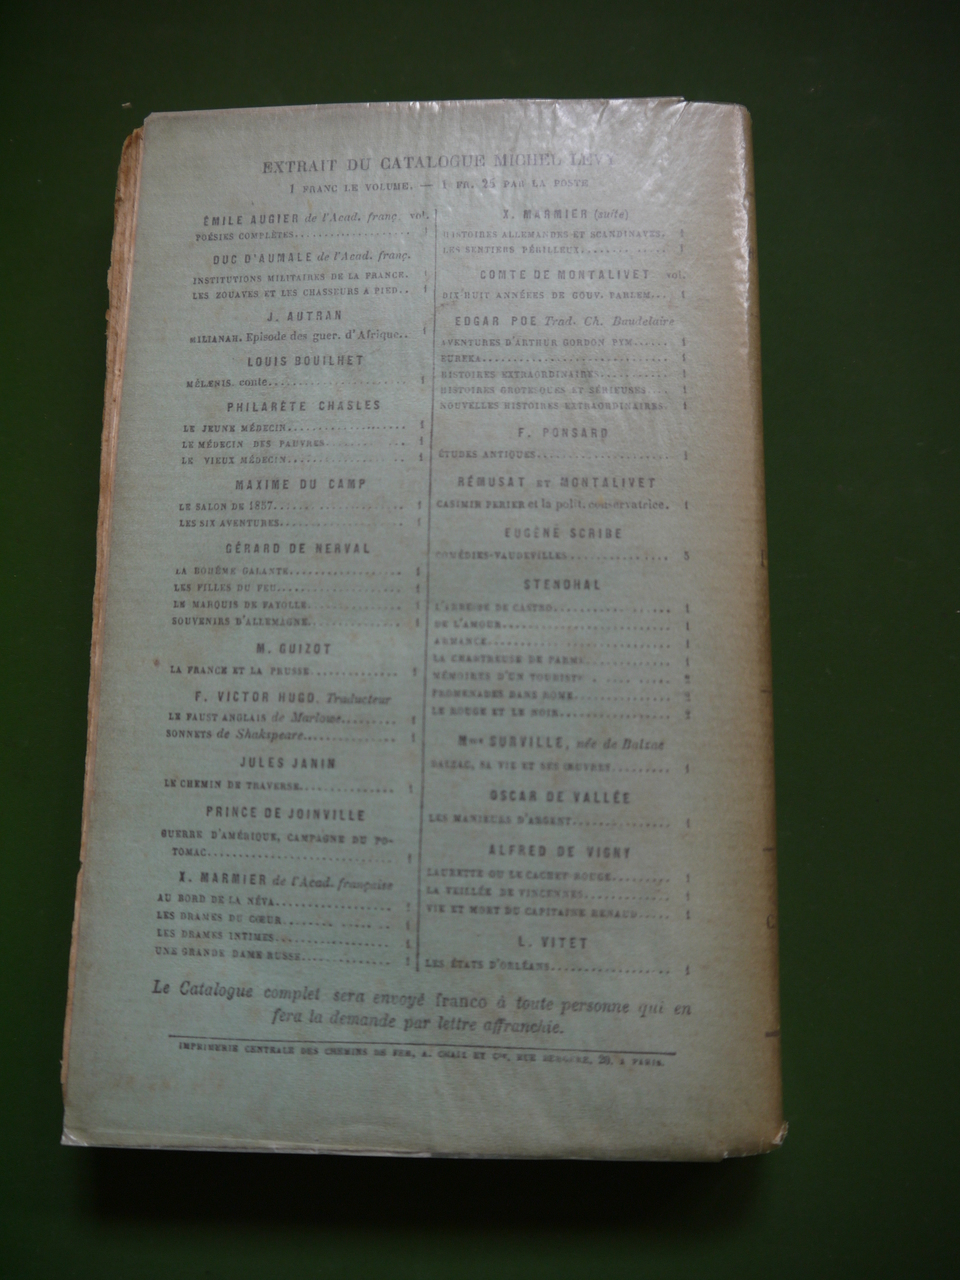 EXTRAIT DU CATALOGUE MICHEL LÉVY
1 FRANC LE VOLUME. — 1 FR. 25 PAR LA POSTE
ÉMILE AUGIER de l'Acad. franç. vol.
POÉSIES COMPLÈTES 1
DUC D'AUMALE de l'Acad. franç.
INSTITUTIONS MILITAIRES DE LA FRANCE. 1
LES ZOUAVES ET LES CHASSEURS A PIED.. 1
J. AUTRAN
MILIANAH, Episode des guer. d'Afrique.. 1
LOUIS BOUILHET
MÉLÆNIS, conte 1
PHILARÈTE CHASLES
LE JEUNE MÉDECIN 1
LE MÉDECIN DES PAUVRES 1
LE VIEUX MÉDECIN 1
MAXIME DU CAMP
LE SALON DE 1857 1
LES SIX AVENTURES 1
GÉRARD DE NERVAL
LA BOHÊME GALANTE 1
LES FILLES DU FEU 1
LE MARQUIS DE FAYOLLE 1
SOUVENIRS D'ALLEMAGNE 1
M. GUIZOT
LA FRANCE ET LA PRUSSE 1
F. VICTOR HUGO, Traducteur
LE FAUST ANGLAIS de Marlowe 1
SONNETS de Shakspeare 1
JULES JANIN
LE CHEMIN DE TRAVERSE 1
PRINCE DE JOINVILLE
GUERRE D'AMÉRIQUE, CAMPAGNE DU PO-
TOMAC 1
X. MARMIER de l'Acad. française
AU BORD DE LA NÉVA 1
LES DRAMES DU CŒUR 1
LES DRAMES INTIMES 1
UNE GRANDE DAME RUSSE 1
X. MARMIER (suite)
HISTOIRES ALLEMANDES ET SCANDINAVES. 1
LES SENTIERS PÉRILLEUX 1
COMTE DE MONTALIVET vol.
DIX HUIT ANNÉES DE GOUV. PARLEM... 1
EDGAR POE Trad. Ch. Baudelaire
AVENTURES D'ARTHUR GORDON PYM 1
EUREKA 1
HISTOIRES EXTRAORDINAIRES 1
HISTOIRES GROTESQUES ET SÉRIEUSES 1
NOUVELLES HISTOIRES EXTRAORDINAIRES 1
F. PONSARD
ÉTUDES ANTIQUES 1
RÉMUSAT ET MONTALIVET
CASIMIR PERIER et la polit. conservatrice. 1
EUGÈNE SCRIBE
COMÉDIES-VAUDEVILLES 5
STENDHAL
L'ABBESSE DE CASTRO 1
DE L'AMOUR 1
ARMANCE 1
LA CHARTREUSE DE PARME 1
MÉMOIRES D'UN TOURISTE 2
PROMENADES DANS ROME 2
LE ROUGE ET LE NOIR 2
Mme SURVILLE, née de Balzac
BALZAC, SA VIE ET SES ŒUVRES 1
OSCAR DE VALLÉE
LES MANIEURS D'ARGENT 1
ALFRED DE VIGNY
LAURETTE OU LE CACHET ROUGE 1
LA VEILLÉE DE VINCENNES 1
VIE ET MORT DU CAPITAINE RENAUD 1
L. VITET
LES ÉTATS D'ORLÉANS 1
Le Catalogue complet sera envoyé franco à toute personne qui en
fera la demande par lettre affranchie.
IMPRIMERIE CENTRALE DES CHEMINS DE FER, A. CHAIX ET Cie, RUE BERGÈRE, 20, A PARIS.